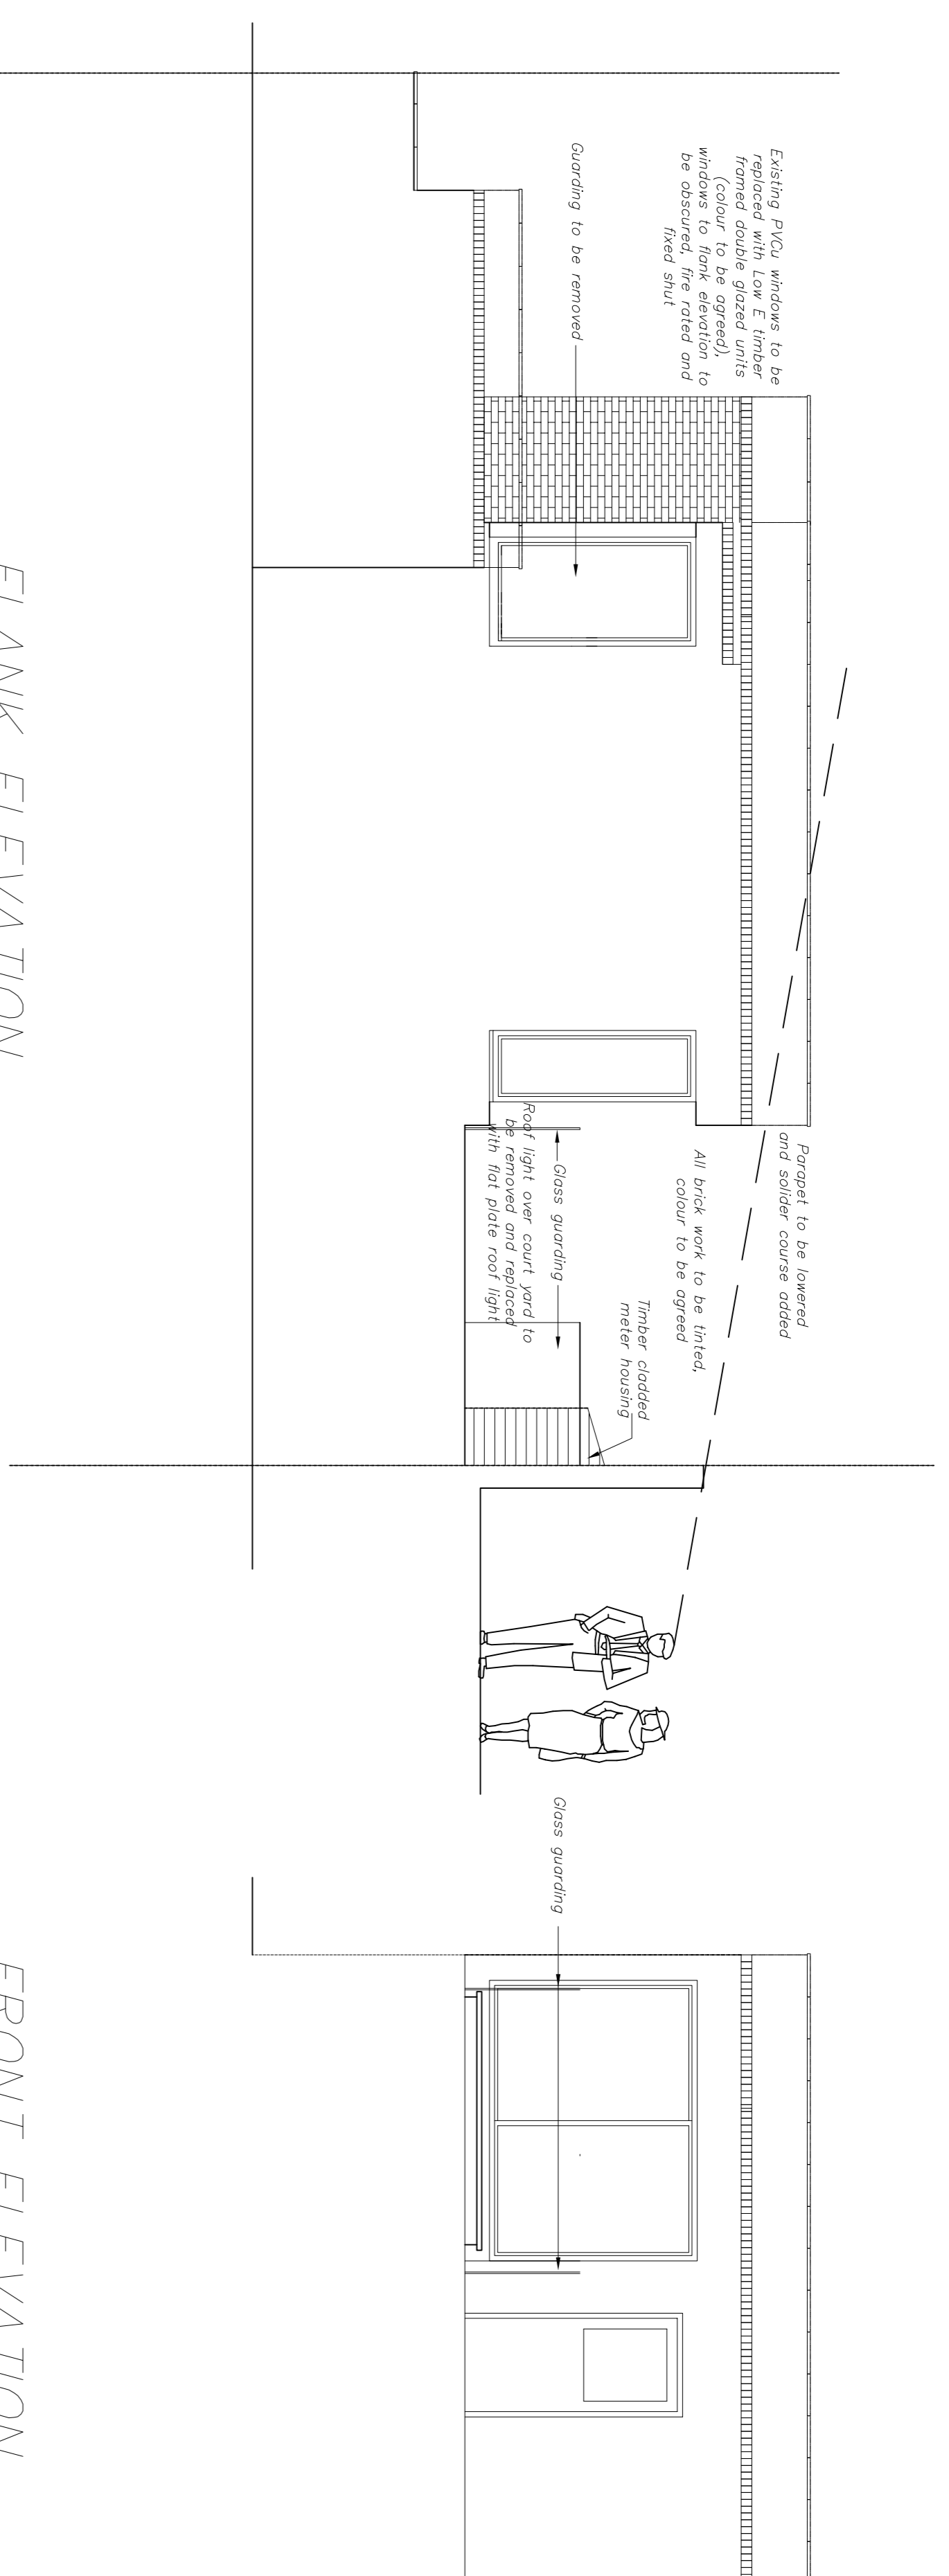 Existing PVCu windows to be
replaced with Low E timber
framed double glazed units
(colour to be agreed),
windows to flank elevation to
be obscured, fire rated and
fixed shut
Guarding to be removed
Parapet to be lowered
and solider course added
All brick work to be tinted,
colour to be agreed
Timber cladded
meter housing
Glass guarding
Roof light over court yard to
be removed and replaced
with flat plate roof light
Glass guarding
FLANK ELEVATION
FRONT ELEVATION